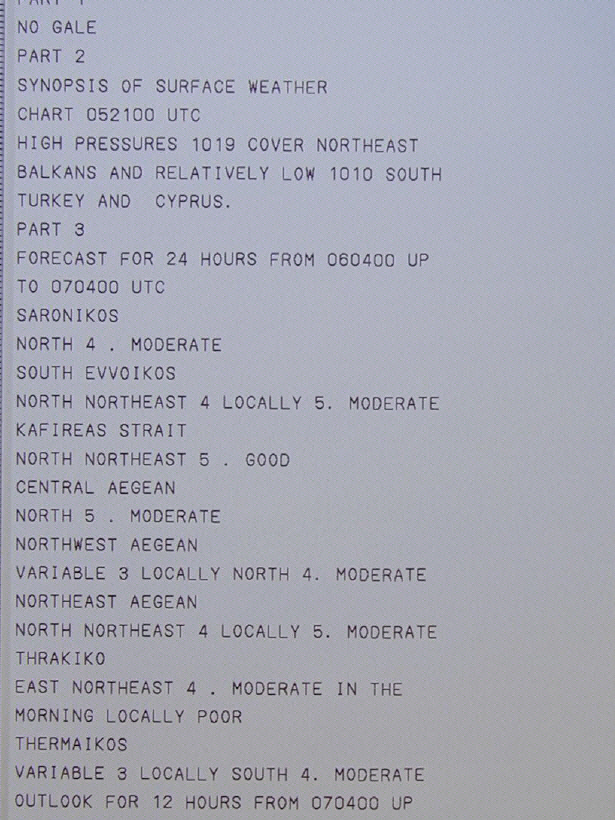 PART 1
NO GALE
PART 2
SYNOPSIS OF SURFACE WEATHER
CHART 052100 UTC
HIGH PRESSURES 1019 COVER NORTHEAST
BALKANS AND RELATIVELY LOW 1010 SOUTH
TURKEY AND  CYPRUS.
PART 3
FORECAST FOR 24 HOURS FROM 060400 UP
TO 070400 UTC
SARONIKOS
NORTH 4 . MODERATE
SOUTH EVVOIKOS
NORTH NORTHEAST 4 LOCALLY 5. MODERATE
KAFIREAS STRAIT
NORTH NORTHEAST 5 . GOOD
CENTRAL AEGEAN
NORTH 5 . MODERATE
NORTHWEST AEGEAN
VARIABLE 3 LOCALLY NORTH 4. MODERATE
NORTHEAST AEGEAN
NORTH NORTHEAST 4 LOCALLY 5. MODERATE
THRAKIKO
EAST NORTHEAST 4 . MODERATE IN THE
MORNING LOCALLY POOR
THERMAIKOS
VARIABLE 3 LOCALLY SOUTH 4. MODERATE
OUTLOOK FOR 12 HOURS FROM 070400 UP